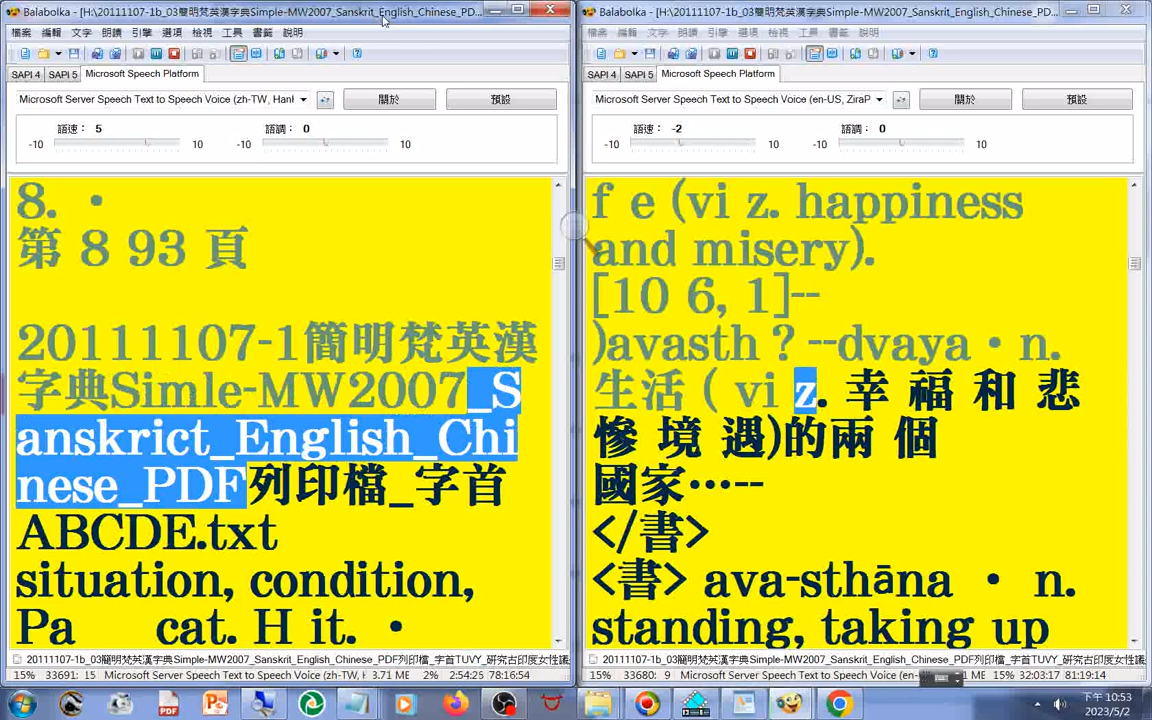 Balabolka - [H:\20111107-1b_03簡明梵英漢字典Simple-MW2007_Sanskrit_English_Chinese_PD...
檔案 編輯 文字 朗讀 引擎 選項 檢視 工具 書籤 說明
SAPI 4 SAPI 5 Microsoft Speech Platform
Microsoft Server Speech Text to Speech Voice (zh-TW, Hanl
關於 預設
語速： 5 語調： 0
-10 10 -10 10
8. •
第 8 93 頁
20111107-1簡明梵英漢
字典Simle-MW2007_S
anskrict_English_Chi
nese_PDF列印檔_字首
ABCDE.txt
situation, condition,
Pa cat. H it. •
20111107-1b_03簡明梵英漢字典Simple-MW2007_Sanskrit_English_Chinese_PDF列印檔_字首TUVY_研究古印度女性議
15% 33691: 15 Microsoft Server Speech Text to Speech Voice (zh-TW, H 3.71 MB 2% 2:54:25 78:16:54
Balabolka - [H:\20111107-1b_03簡明梵英漢字典Simple-MW2007_Sanskrit_English_Chinese_PD...
檔案 編輯 文字 朗讀 引擎 選項 檢視 工具 書籤 說明
SAPI 4 SAPI 5 Microsoft Speech Platform
Microsoft Server Speech Text to Speech Voice (en-US, ZiraP
關於 預設
語速： -2 語調： 0
-10 10 -10 10
f e (vi z. happiness
and misery).
[10 6, 1]--
)avasth ? --dvaya • n.
生活 ( vi z. 幸 福 和 悲
慘 境 遇)的兩 個
國家…--
</書>
<書> ava-sthāna • n.
standing, taking up
20111107-1b_03簡明梵英漢字典Simple-MW2007_Sanskrit_English_Chinese_PDF列印檔_字首TUVY_研究古印度女性議
15% 33680: 9 Microsoft Server Speech Text to Speech Voice (en-U 15% 32:03:17 81:19:14
下午 10:53
2023/5/2